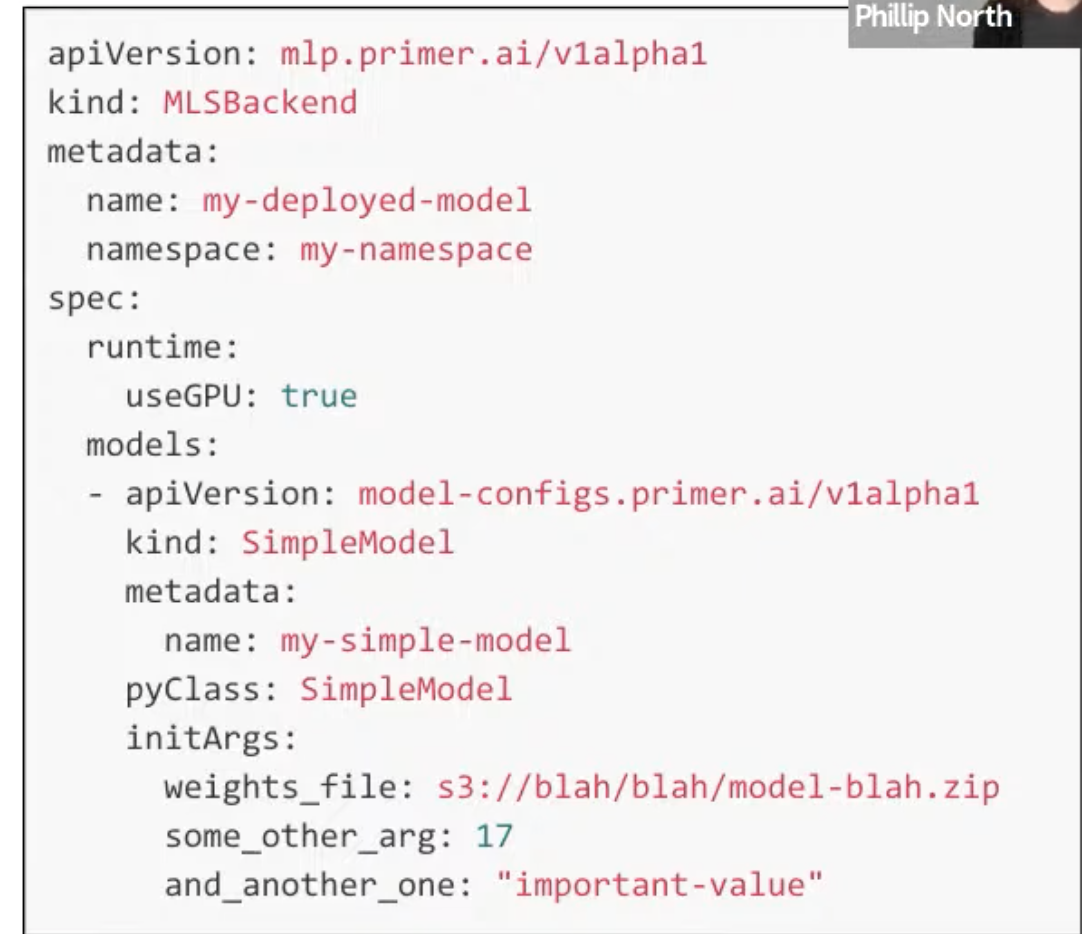 Phillip North
apiVersion: mlp.primer.ai/v1alpha1
kind: MLSBackend
metadata:
  name: my-deployed-model
  namespace: my-namespace
spec:
  runtime:
    useGPU: true
  models:
  - apiVersion: model-configs.primer.ai/v1alpha1
    kind: SimpleModel
    metadata:
      name: my-simple-model
    pyClass: SimpleModel
    initArgs:
      weights_file: s3://blah/blah/model-blah.zip
      some_other_arg: 17
      and_another_one: "important-value"